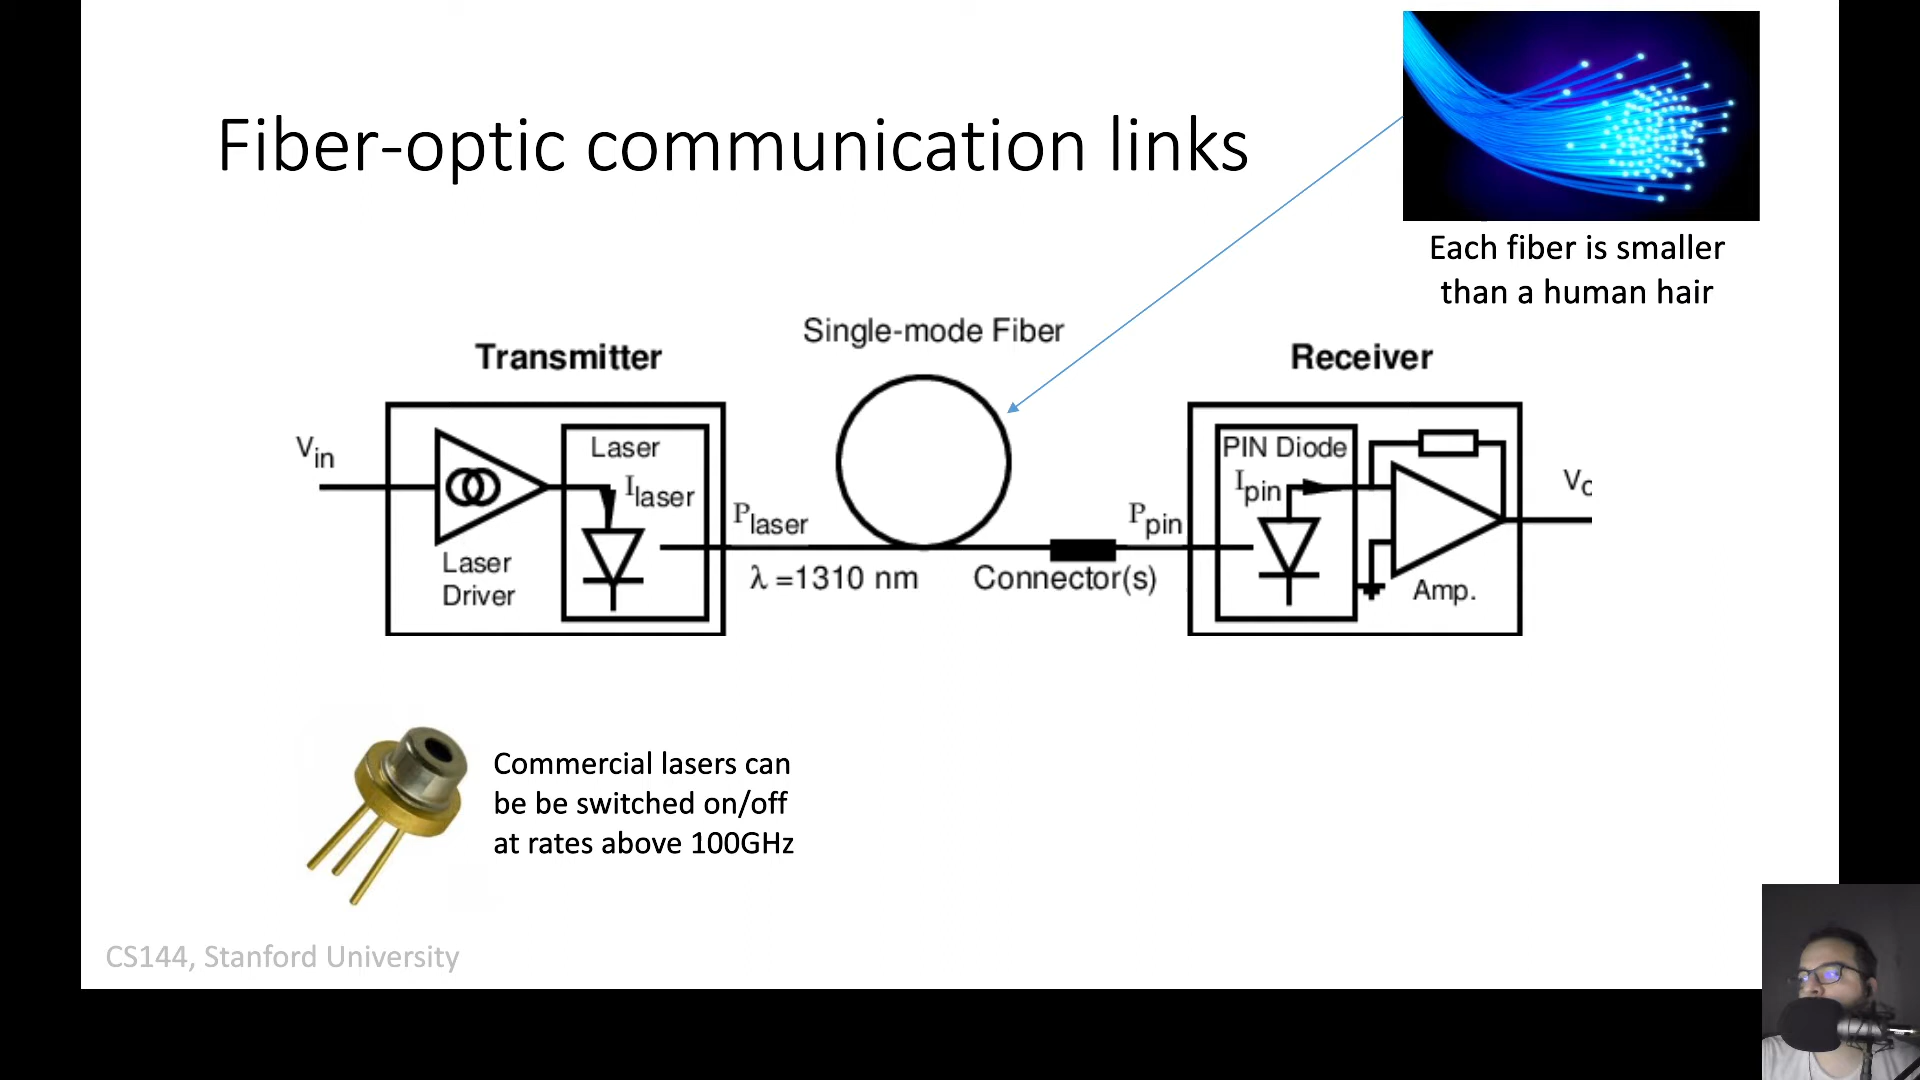 Fiber-optic communication links
Each fiber is smaller
than a human hair
Single-mode Fiber
Transmitter
Receiver
Vin
Laser
Ilaser
Laser
Driver
Plaser
λ =1310 nm
Connector(s)
Ppin
PIN Diode
Ipin
Amp.
Commercial lasers can
be be switched on/off
at rates above 100GHz
CS144, Stanford University